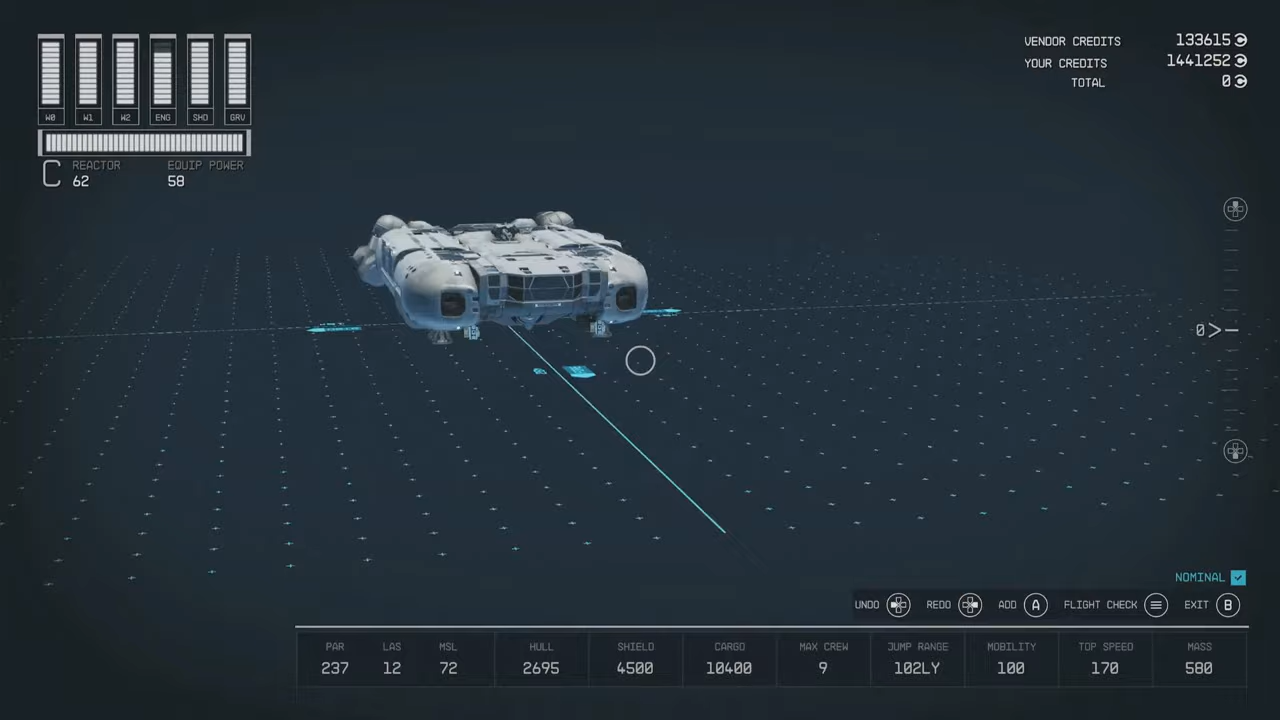 VENDOR CREDITS 133615
YOUR CREDITS 1441252
TOTAL 0
W0 W1 W2 ENG SHD GRV
C REACTOR 62 EQUIP POWER 58
0
NOMINAL
UNDO REDO ADD A FLIGHT CHECK EXIT B
PAR LAS MSL HULL SHIELD CARGO MAX CREW JUMP RANGE MOBILITY TOP SPEED MASS
237 12 72 2695 4500 10400 9 102LY 100 170 580